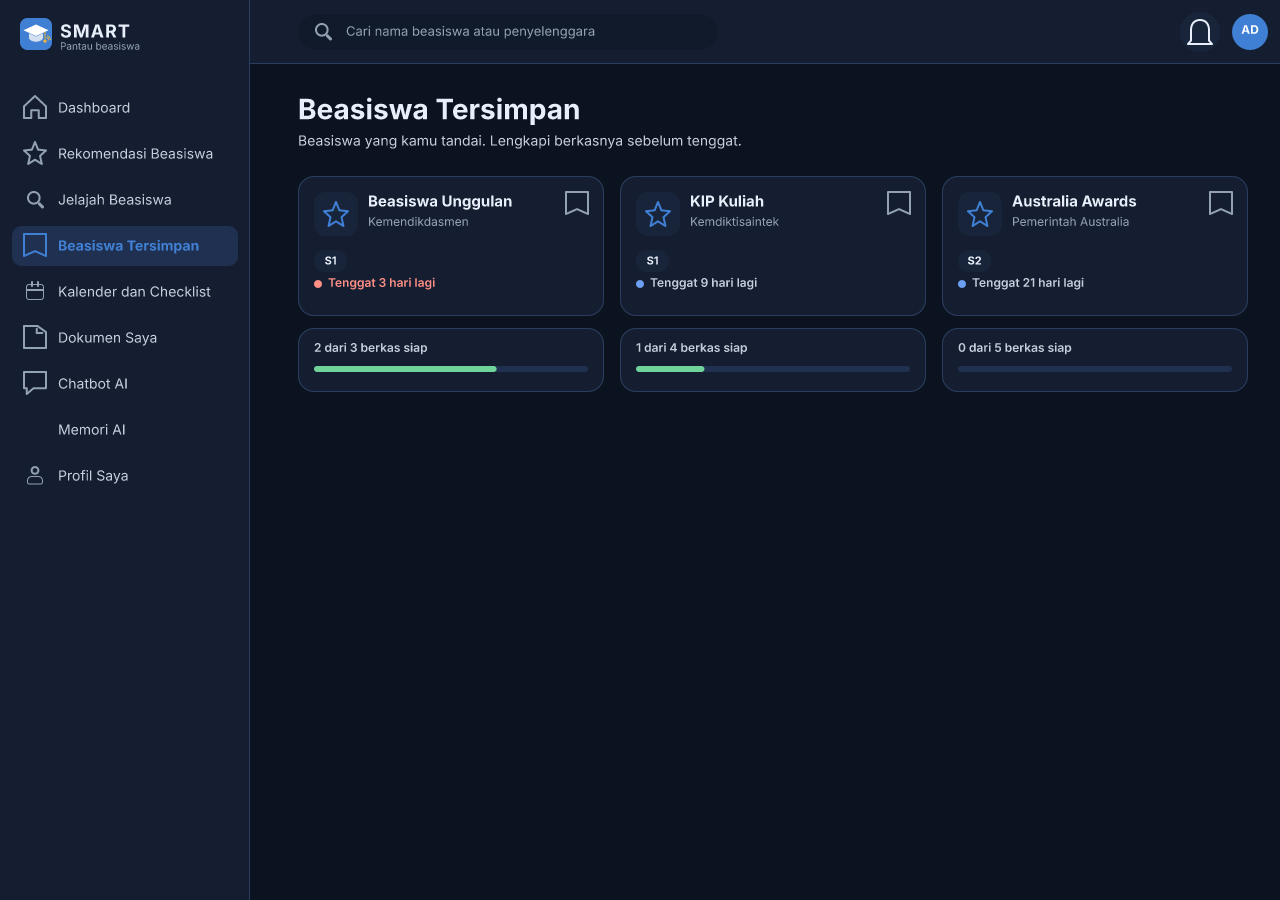 SMART
Pantau beasiswa
Cari nama beasiswa atau penyelenggara
AD
Dashboard
Rekomendasi Beasiswa
Jelajah Beasiswa
Beasiswa Tersimpan
Kalender dan Checklist
Dokumen Saya
Chatbot AI
Memori AI
Profil Saya
Beasiswa Tersimpan
Beasiswa yang kamu tandai. Lengkapi berkasnya sebelum tenggat.
Beasiswa Unggulan
Kemendikdasmen
S1
Tenggat 3 hari lagi
2 dari 3 berkas siap
KIP Kuliah
Kemdiktisaintek
S1
Tenggat 9 hari lagi
1 dari 4 berkas siap
Australia Awards
Pemerintah Australia
S2
Tenggat 21 hari lagi
0 dari 5 berkas siap